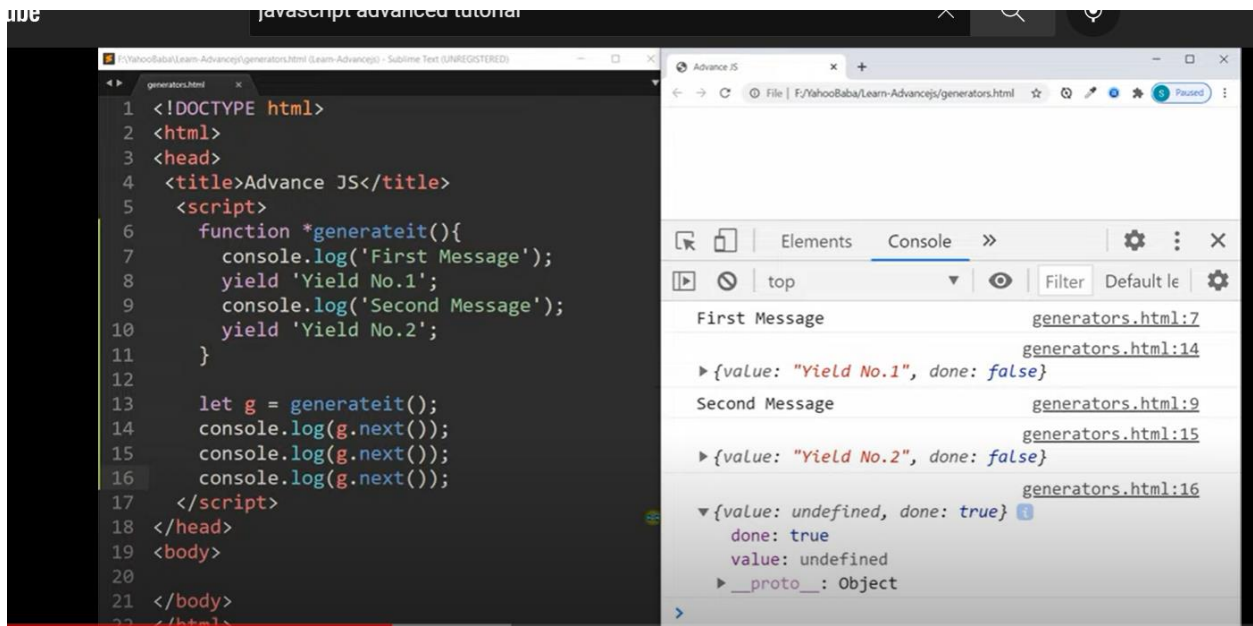 javascript advanced tutorial
F:\YahooBaba\Learn-Advancejs\generators.html (Learn-Advancejs) - Sublime Text (UNREGISTERED)
generators.html
1 <!DOCTYPE html>
2 <html>
3 <head>
4 <title>Advance JS</title>
5 <script>
6 function *generateit(){
7 console.log('First Message');
8 yield 'Yield No.1';
9 console.log('Second Message');
10 yield 'Yield No.2';
11 }
12
13 let g = generateit();
14 console.log(g.next());
15 console.log(g.next());
16 console.log(g.next());
17 </script>
18 </head>
19 <body>
20
21 </body>
22 </html>
Advance JS
File | F:/YahooBaba/Learn-Advancejs/generators.html
S Paused
Elements Console
top Filter Default le
First Message generators.html:7
generators.html:14
{value: "Yield No.1", done: false}
Second Message generators.html:9
generators.html:15
{value: "Yield No.2", done: false}
generators.html:16
{value: undefined, done: true} i
done: true
value: undefined
__proto__: Object